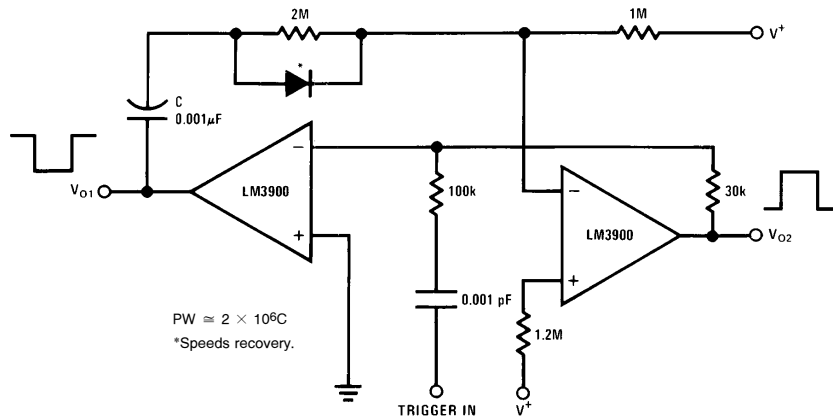 2M
1M
V+
*
C
0.001μF
−
+
LM3900
VO1
100k
30k
−
+
LM3900
VO2
0.001 pF
1.2M
PW ≅ 2 × 10⁶C
*Speeds recovery.
TRIGGER IN
V+